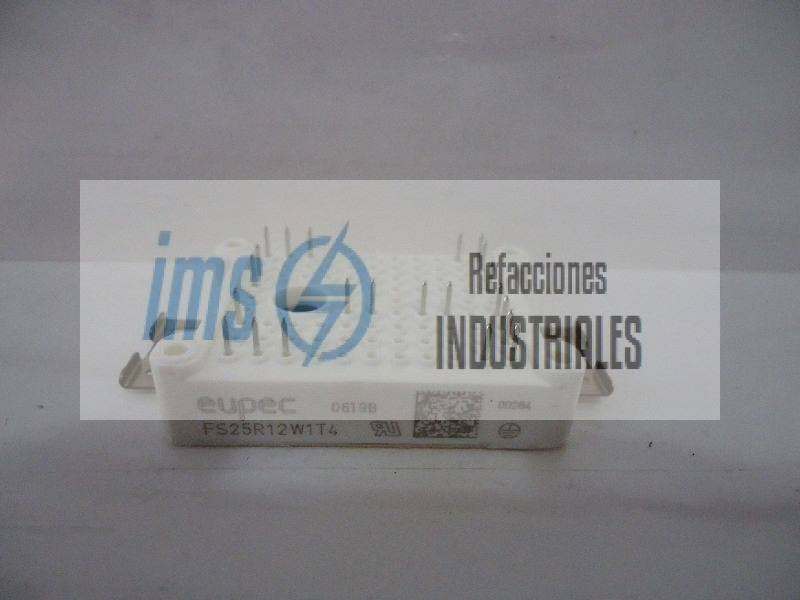 ims
Refacciones
INDUSTRIALES
eupec 0619B 00284
FS25R12W1T4